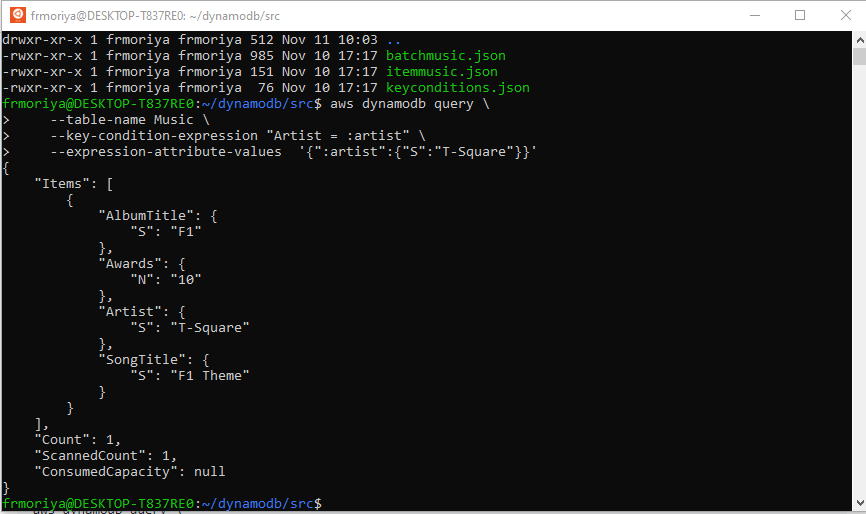 frmoriya@DESKTOP-T837RE0: ~/dynamodb/src
drwxr-xr-x 1 frmoriya frmoriya 512 Nov 11 10:03 ..
-rwxr-xr-x 1 frmoriya frmoriya 985 Nov 10 17:17 batchmusic.json
-rwxr-xr-x 1 frmoriya frmoriya 151 Nov 10 17:17 itemmusic.json
-rwxr-xr-x 1 frmoriya frmoriya  76 Nov 10 17:17 keyconditions.json
frmoriya@DESKTOP-T837RE0:~/dynamodb/src$ aws dynamodb query \
>     --table-name Music \
>     --key-condition-expression "Artist = :artist" \
>     --expression-attribute-values  '{":artist":{"S":"T-Square"}}'
{
    "Items": [
        {
            "AlbumTitle": {
                "S": "F1"
            },
            "Awards": {
                "N": "10"
            },
            "Artist": {
                "S": "T-Square"
            },
            "SongTitle": {
                "S": "F1 Theme"
            }
        }
    ],
    "Count": 1,
    "ScannedCount": 1,
    "ConsumedCapacity": null
}
frmoriya@DESKTOP-T837RE0:~/dynamodb/src$